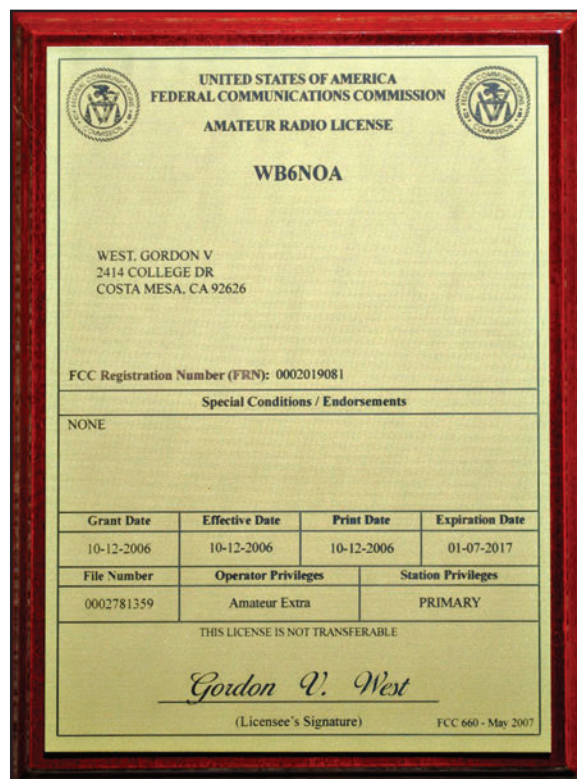 UNITED STATES OF AMERICA
FEDERAL COMMUNICATIONS COMMISSION
AMATEUR RADIO LICENSE
WB6NOA
WEST, GORDON V
2414 COLLEGE DR
COSTA MESA, CA 92626
FCC Registration Number (FRN): 0002019081
Special Conditions / Endorsements
NONE
Grant Date Effective Date Print Date Expiration Date
10-12-2006 10-12-2006 10-12-2006 01-07-2017
File Number Operator Privileges Station Privileges
0002781359 Amateur Extra PRIMARY
THIS LICENSE IS NOT TRANSFERABLE
Gordon V. West
(Licensee's Signature) FCC 660 - May 2007